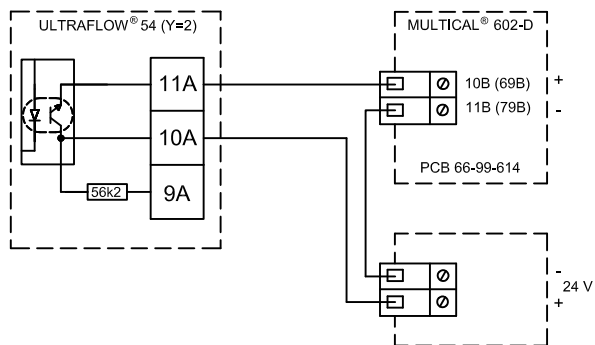 ULTRAFLOW® 54 (Y=2)
MULTICAL® 602-D
11A
10A
9A
56k2
10B (69B) +
11B (79B) -
PCB 66-99-614
-
24 V
+